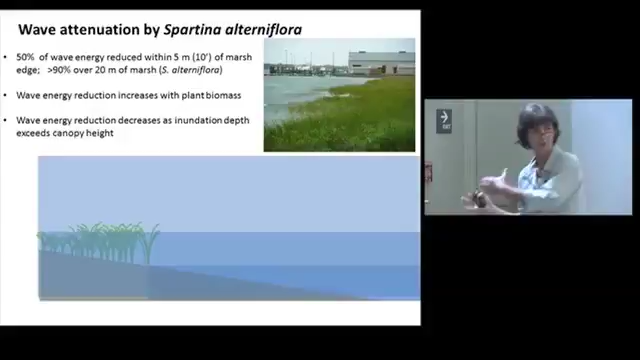 Wave attenuation by Spartina alterniflora
• 50% of wave energy reduced within 5 m (10') of marsh
edge; >90% over 20 m of marsh (S. alterniflora)
• Wave energy reduction increases with plant biomass
• Wave energy reduction decreases as inundation depth
exceeds canopy height
EXIT